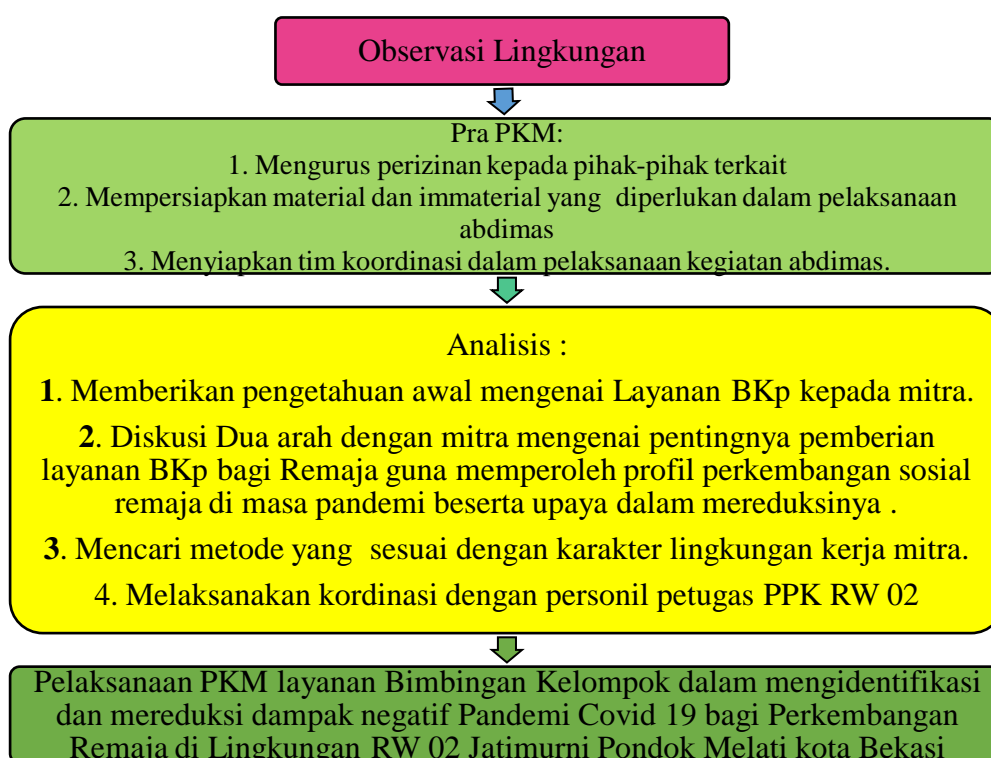 Observasi Lingkungan
Pra PKM:
1. Mengurus perizinan kepada pihak-pihak terkait
2. Mempersiapkan material dan immaterial yang diperlukan dalam pelaksanaan
abdimas
3. Menyiapkan tim koordinasi dalam pelaksanaan kegiatan abdimas.
Analisis :
1. Memberikan pengetahuan awal mengenai Layanan BKp kepada mitra.
2. Diskusi Dua arah dengan mitra mengenai pentingnya pemberian
layanan BKp bagi Remaja guna memperoleh profil perkembangan sosial
remaja di masa pandemi beserta upaya dalam mereduksinya .
3. Mencari metode yang sesuai dengan karakter lingkungan kerja mitra.
4. Melaksanakan kordinasi dengan personil petugas PPK RW 02
Pelaksanaan PKM layanan Bimbingan Kelompok dalam mengidentifikasi
dan mereduksi dampak negatif Pandemi Covid 19 bagi Perkembangan
Remaja di Lingkungan RW 02 Jatimurni Pondok Melati kota Bekasi